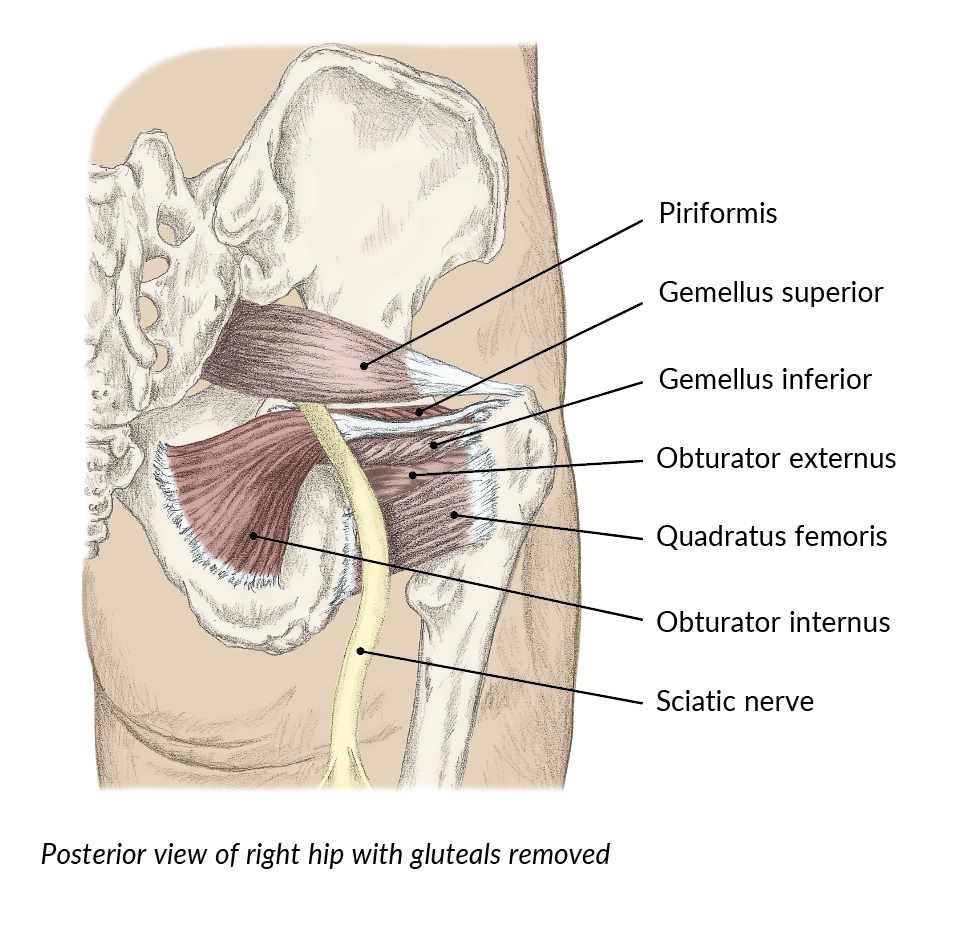 Piriformis
Gemellus superior
Gemellus inferior
Obturator externus
Quadratus femoris
Obturator internus
Sciatic nerve
Posterior view of right hip with gluteals removed